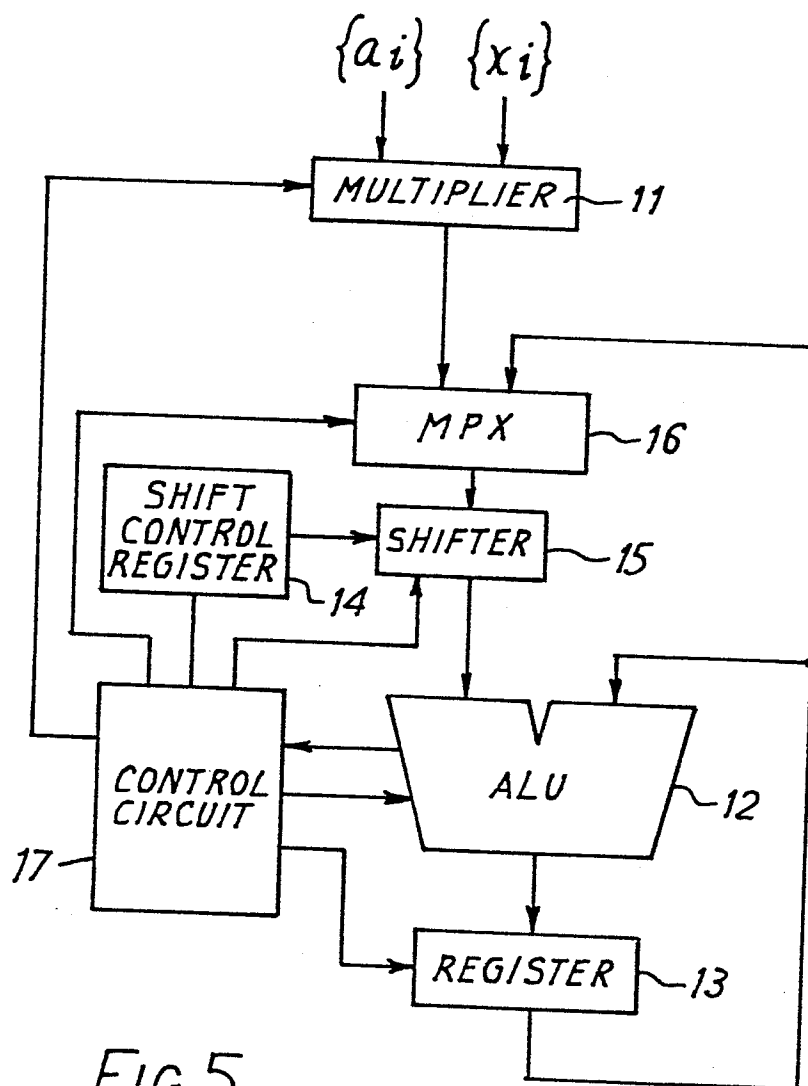 {ai} {xi}
MULTIPLIER 11
MPX 16
SHIFT
CONTROL
REGISTER 14
SHIFTER 15
CONTROL
CIRCUIT
17
ALU 12
REGISTER 13
FIG.5